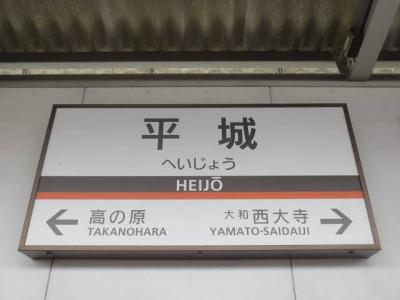 平城
へいじょう
HEIJŌ
← 高の原 大和西大寺 →
TAKANOHARA YAMATO-SAIDAIJI